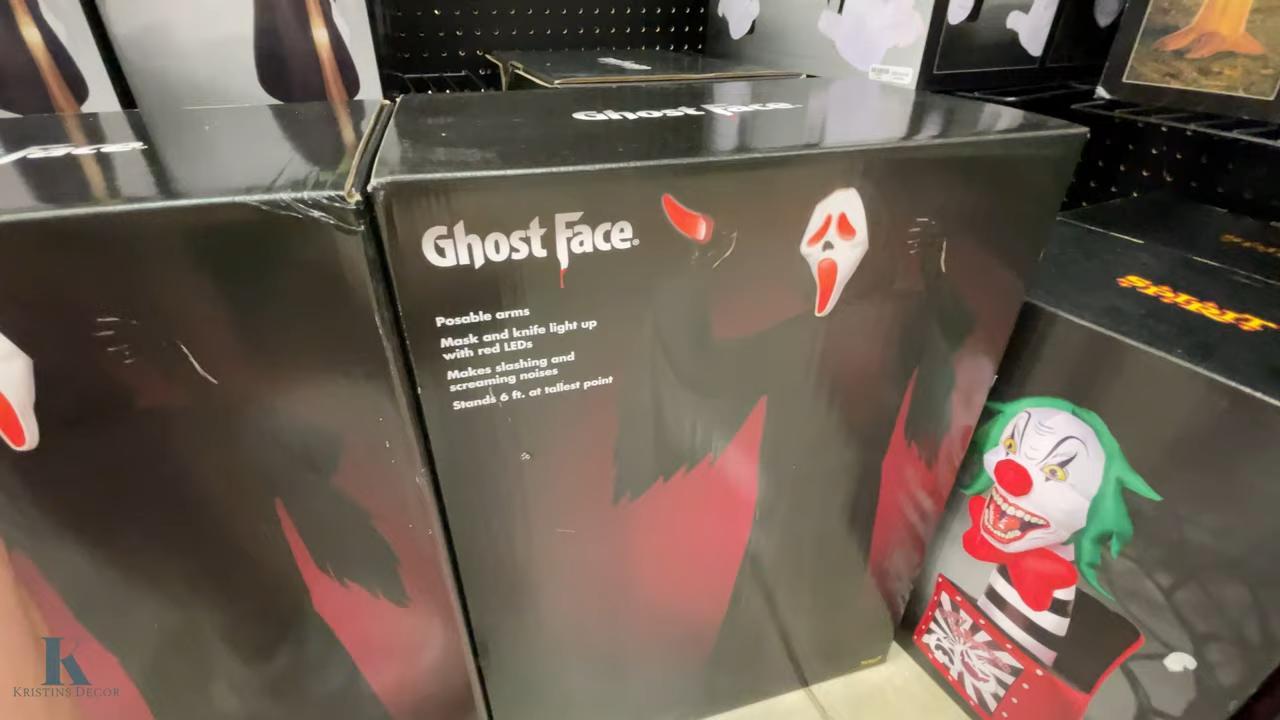 Face
Ghost Face
Ghost Face®
Posable arms
Mask and knife light up
with red LEDs
Makes slashing and
screaming noises
Stands 6 ft. at tallest point
SPIRIT
K
KRISTINS DECOR